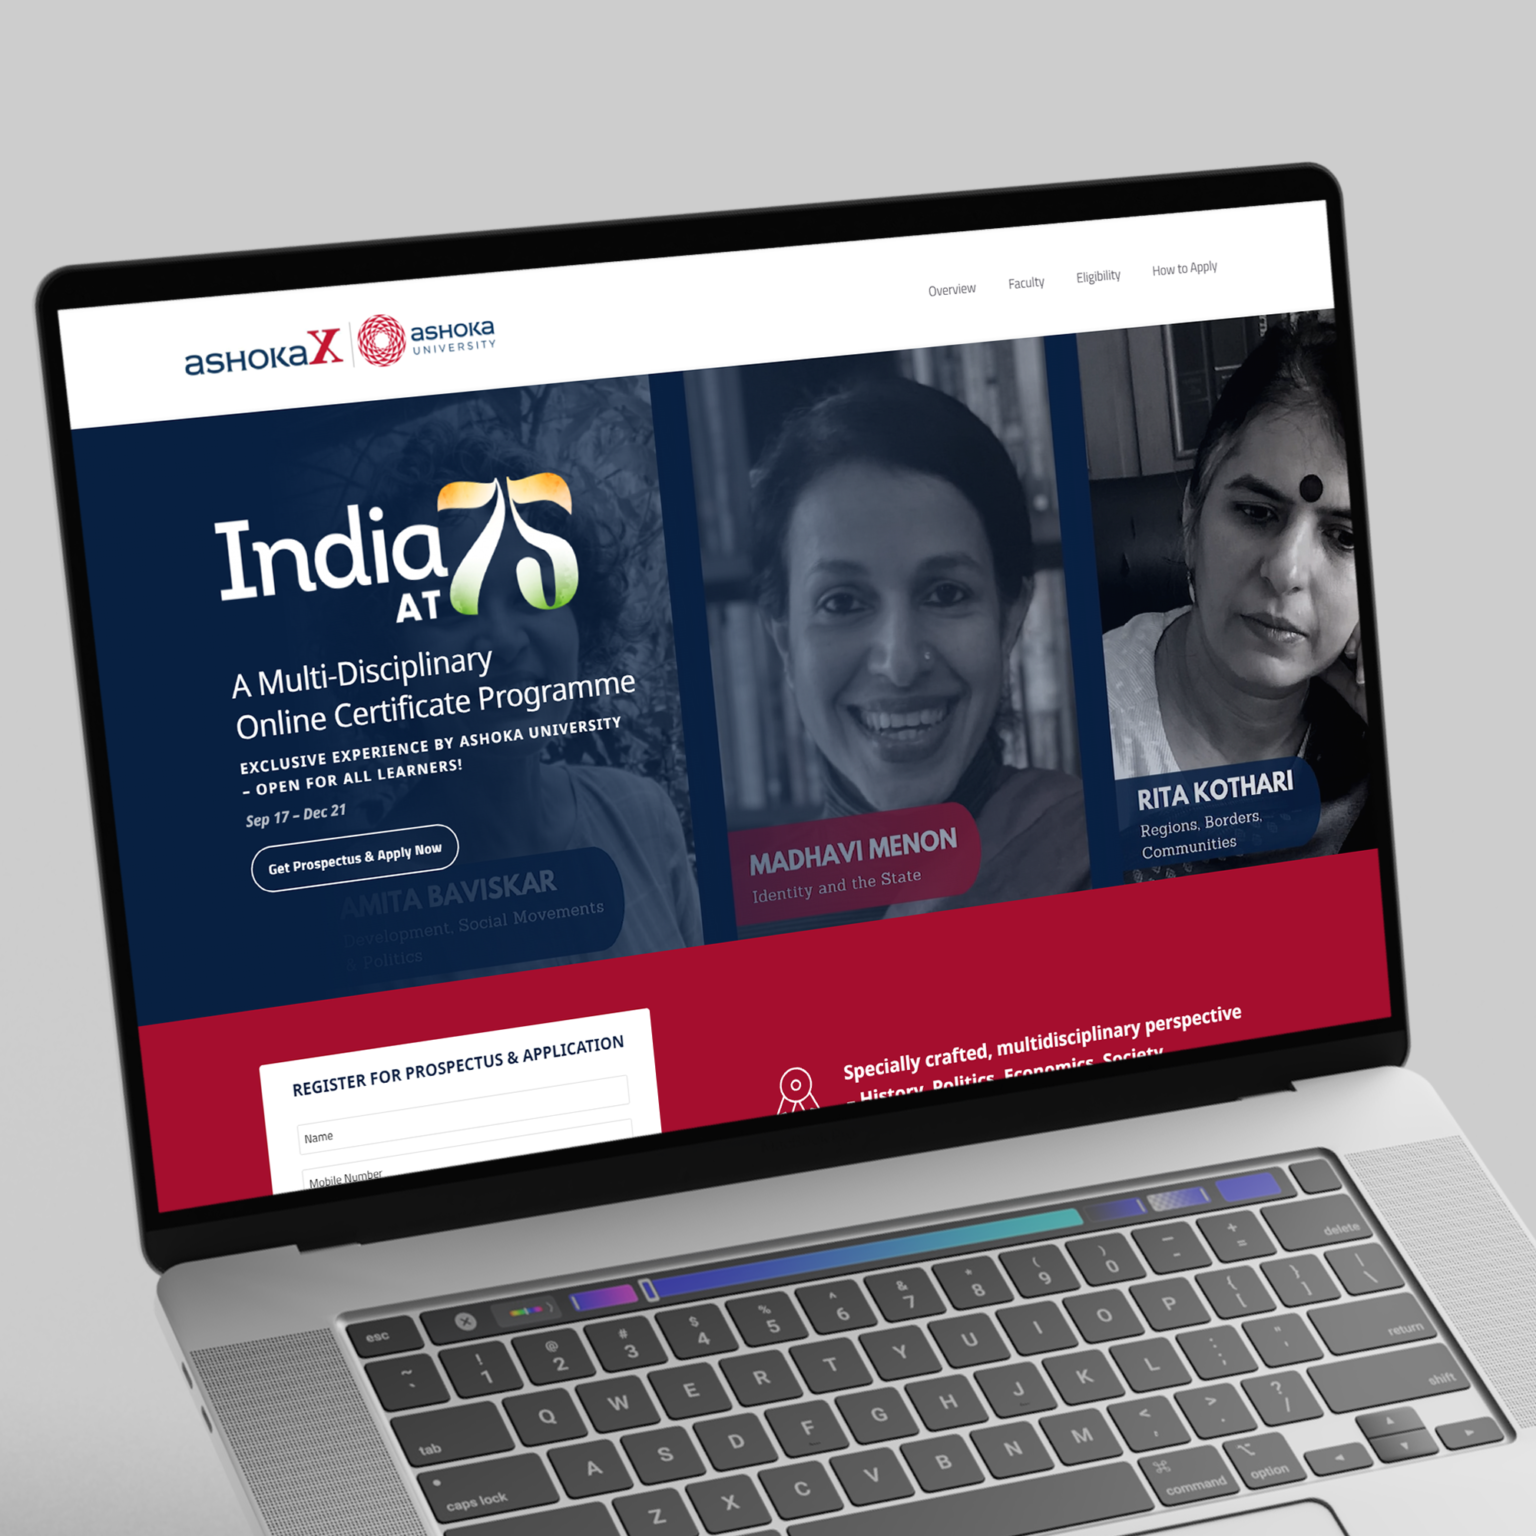 ashokaX
ashoka
UNIVERSITY
Overview
Faculty
Eligibility
How to Apply
India
AT
75
A Multi-Disciplinary
Online Certificate Programme
EXCLUSIVE EXPERIENCE BY ASHOKA UNIVERSITY
– OPEN FOR ALL LEARNERS!
Sep 17 – Dec 21
Get Prospectus & Apply Now
AMITA BAVISKAR
Development, Social Movements
& Politics
MADHAVI MENON
Identity and the State
RITA KOTHARI
Regions, Borders,
Communities
REGISTER FOR PROSPECTUS & APPLICATION
Name
Mobile Number
Specially crafted, multidisciplinary perspective
– History, Politics, Economics, Society
esc
~ ! @ # $ % ^ & * ( ) — +
` 1 2 3 4 5 6 7 8 9 0 - = delete
tab Q W E R T Y U I O P { [ } ] | \
caps lock A S D F G H J K L : ; " ' return
Z X C V B N M < , > . ? / shift
⌘ command ⌥ option